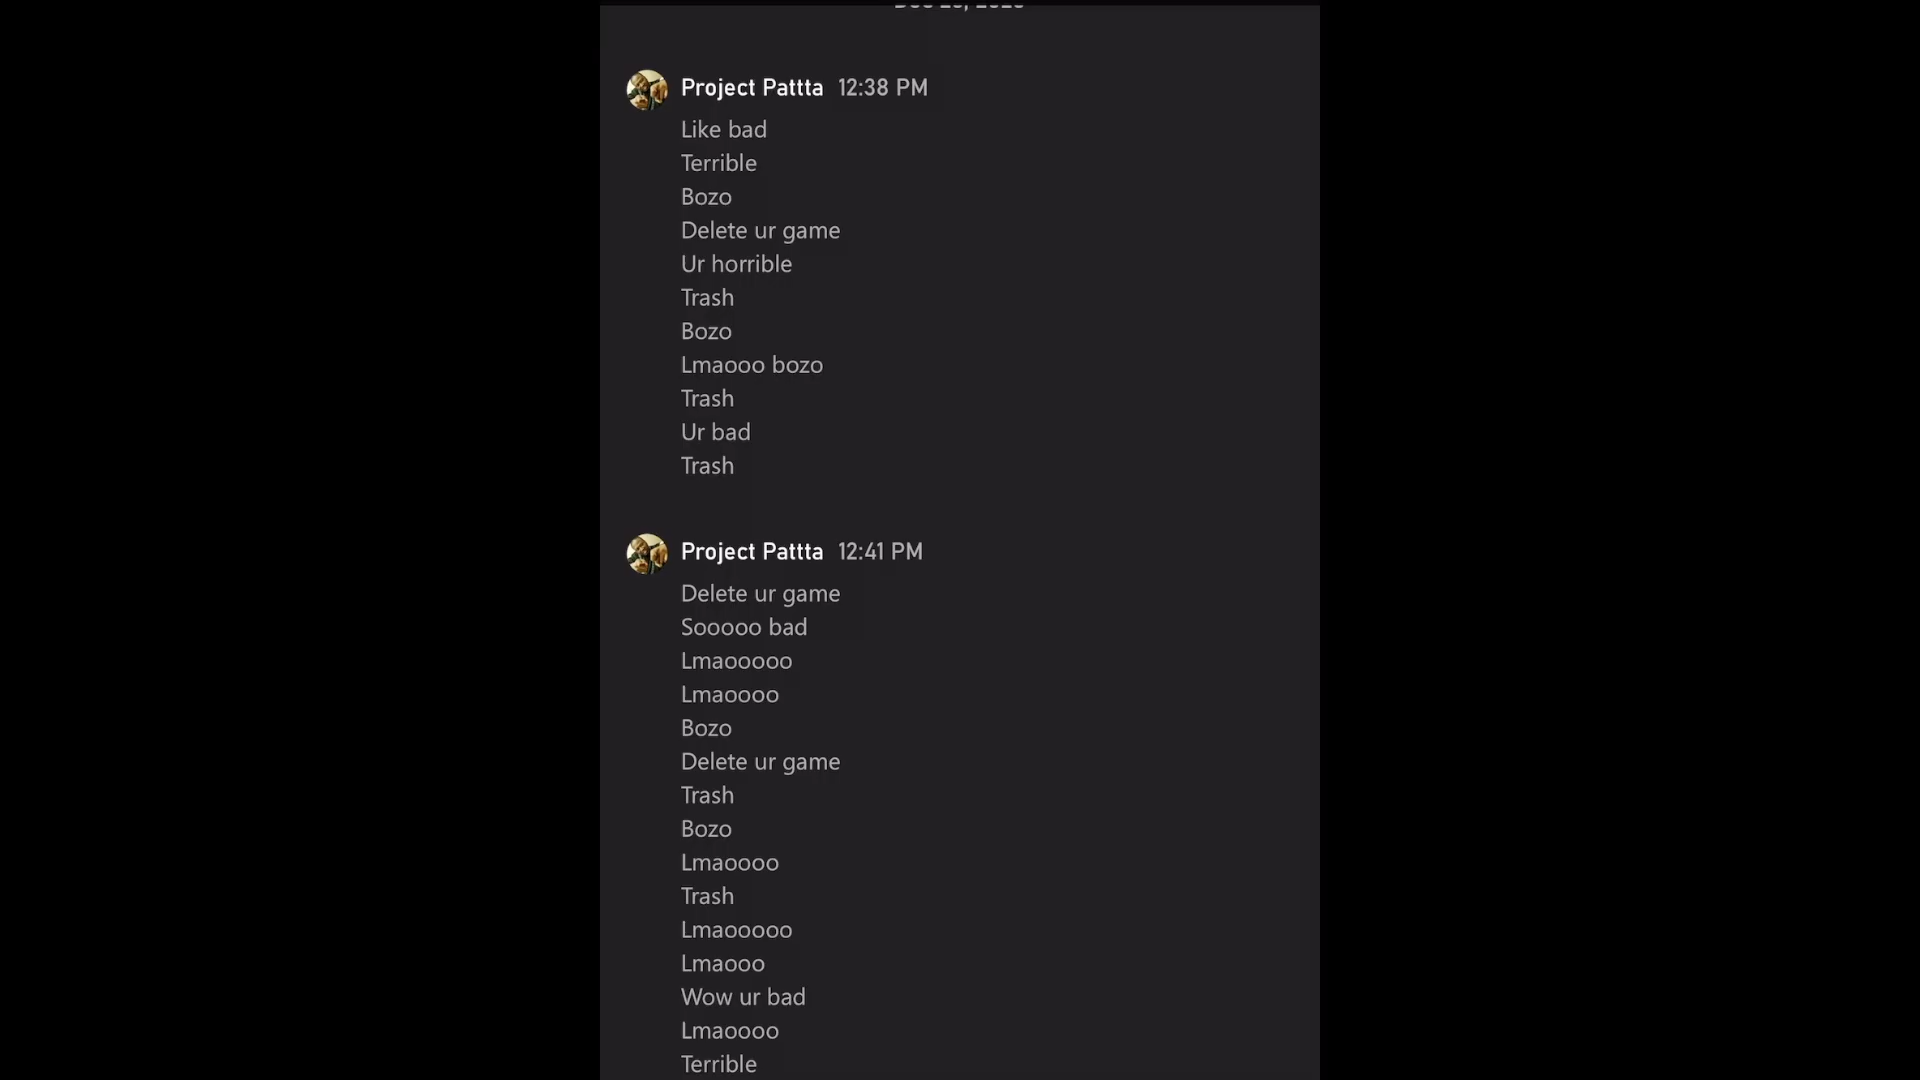 Project Pattta 12:38 PM
Like bad
Terrible
Bozo
Delete ur game
Ur horrible
Trash
Bozo
Lmaooo bozo
Trash
Ur bad
Trash
Project Pattta 12:41 PM
Delete ur game
Sooooo bad
Lmaooooo
Lmaoooo
Bozo
Delete ur game
Trash
Bozo
Lmaoooo
Trash
Lmaooooo
Lmaooo
Wow ur bad
Lmaoooo
Terrible